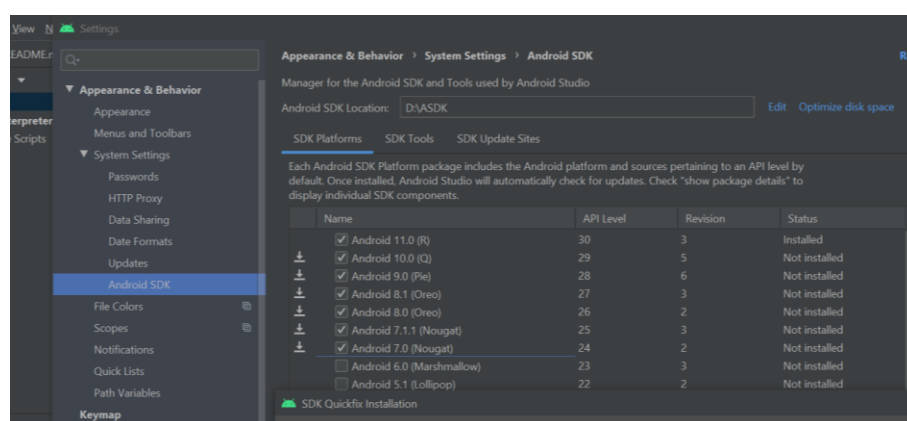 View N Settings
EADME.r
Appearance & Behavior › System Settings › Android SDK R
Manager for the Android SDK and Tools used by Android Studio
Appearance & Behavior
Appearance
Android SDK Location: D:\ASDK Edit Optimize disk space
erpreter
Scripts
Menus and Toolbars
SDK Platforms SDK Tools SDK Update Sites
System Settings
Each Android SDK Platform package includes the Android platform and sources pertaining to an API level by
default. Once installed, Android Studio will automatically check for updates. Check "show package details" to
display individual SDK components.
Passwords
HTTP Proxy
Data Sharing
Date Formats
Updates
Android SDK
File Colors
Scopes
Notifications
Quick Lists
Path Variables
Keymap
Name API Level Revision Status
Android 11.0 (R) 30 3 Installed
Android 10.0 (Q) 29 5 Not installed
Android 9.0 (Pie) 28 6 Not installed
Android 8.1 (Oreo) 27 3 Not installed
Android 8.0 (Oreo) 26 2 Not installed
Android 7.1.1 (Nougat) 25 3 Not installed
Android 7.0 (Nougat) 24 2 Not installed
Android 6.0 (Marshmallow) 23 3 Not installed
Android 5.1 (Lollipop) 22 2 Not installed
SDK Quickfix Installation